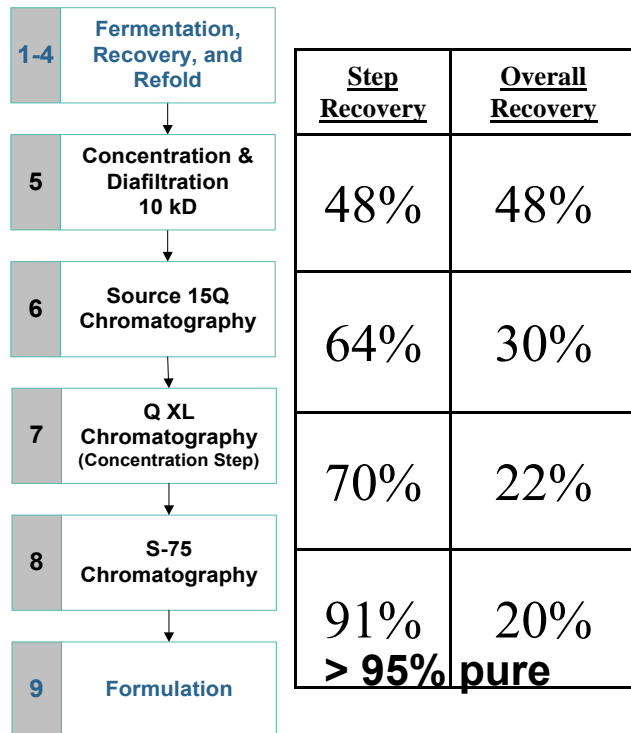 1-4
Fermentation,
Recovery, and
Refold
5
Concentration &
Diafiltration
10 kD
6
Source 15Q
Chromatography
7
Q XL
Chromatography
(Concentration Step)
8
S-75
Chromatography
9
Formulation
Step
Recovery
Overall
Recovery
48%
48%
64%
30%
70%
22%
91%
20%
> 95% pure